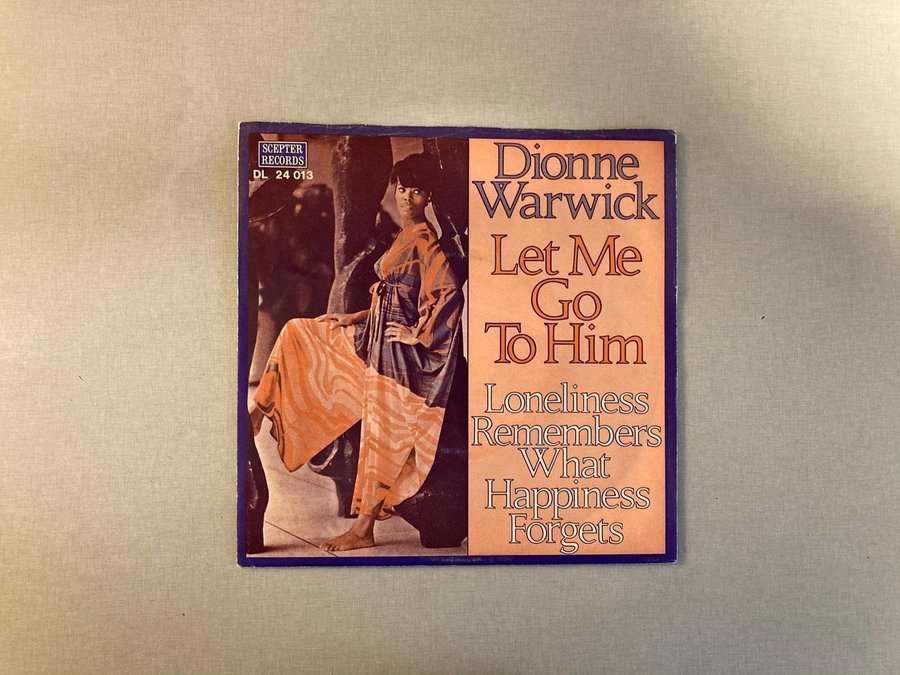 SCEPTER
RECORDS
DL 24 013
Dionne
Warwick
Let Me
Go
To Him
Loneliness
Remembers
What
Happiness
Forgets